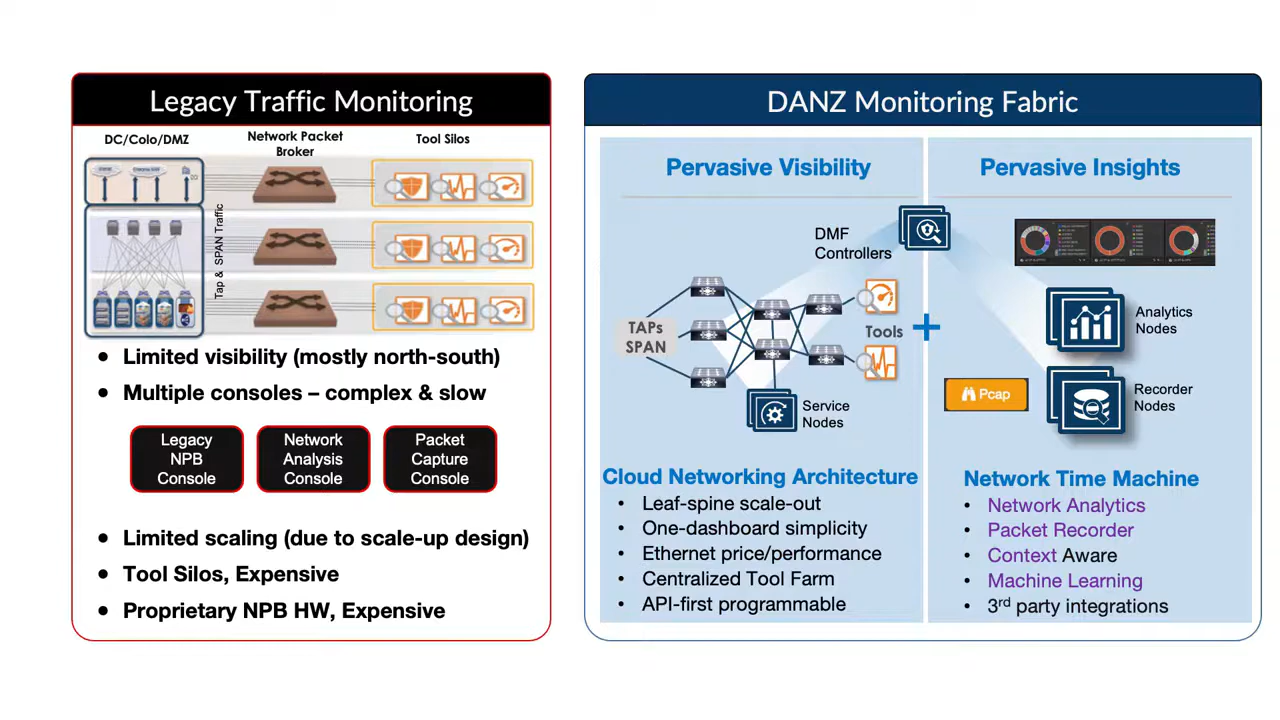 Legacy Traffic Monitoring
DC/Colo/DMZ
Network Packet
Broker
Tool Silos
Tap & SPAN Traffic
• Limited visibility (mostly north-south)
• Multiple consoles – complex & slow
Legacy
NPB
Console
Network
Analysis
Console
Packet
Capture
Console
• Limited scaling (due to scale-up design)
• Tool Silos, Expensive
• Proprietary NPB HW, Expensive
DANZ Monitoring Fabric
Pervasive Visibility
DMF
Controllers
TAPs
SPAN
Tools
Service
Nodes
Cloud Networking Architecture
• Leaf-spine scale-out
• One-dashboard simplicity
• Ethernet price/performance
• Centralized Tool Farm
• API-first programmable
+
Pervasive Insights
Analytics
Nodes
Pcap
Recorder
Nodes
Network Time Machine
• Network Analytics
• Packet Recorder
• Context Aware
• Machine Learning
• 3rd party integrations